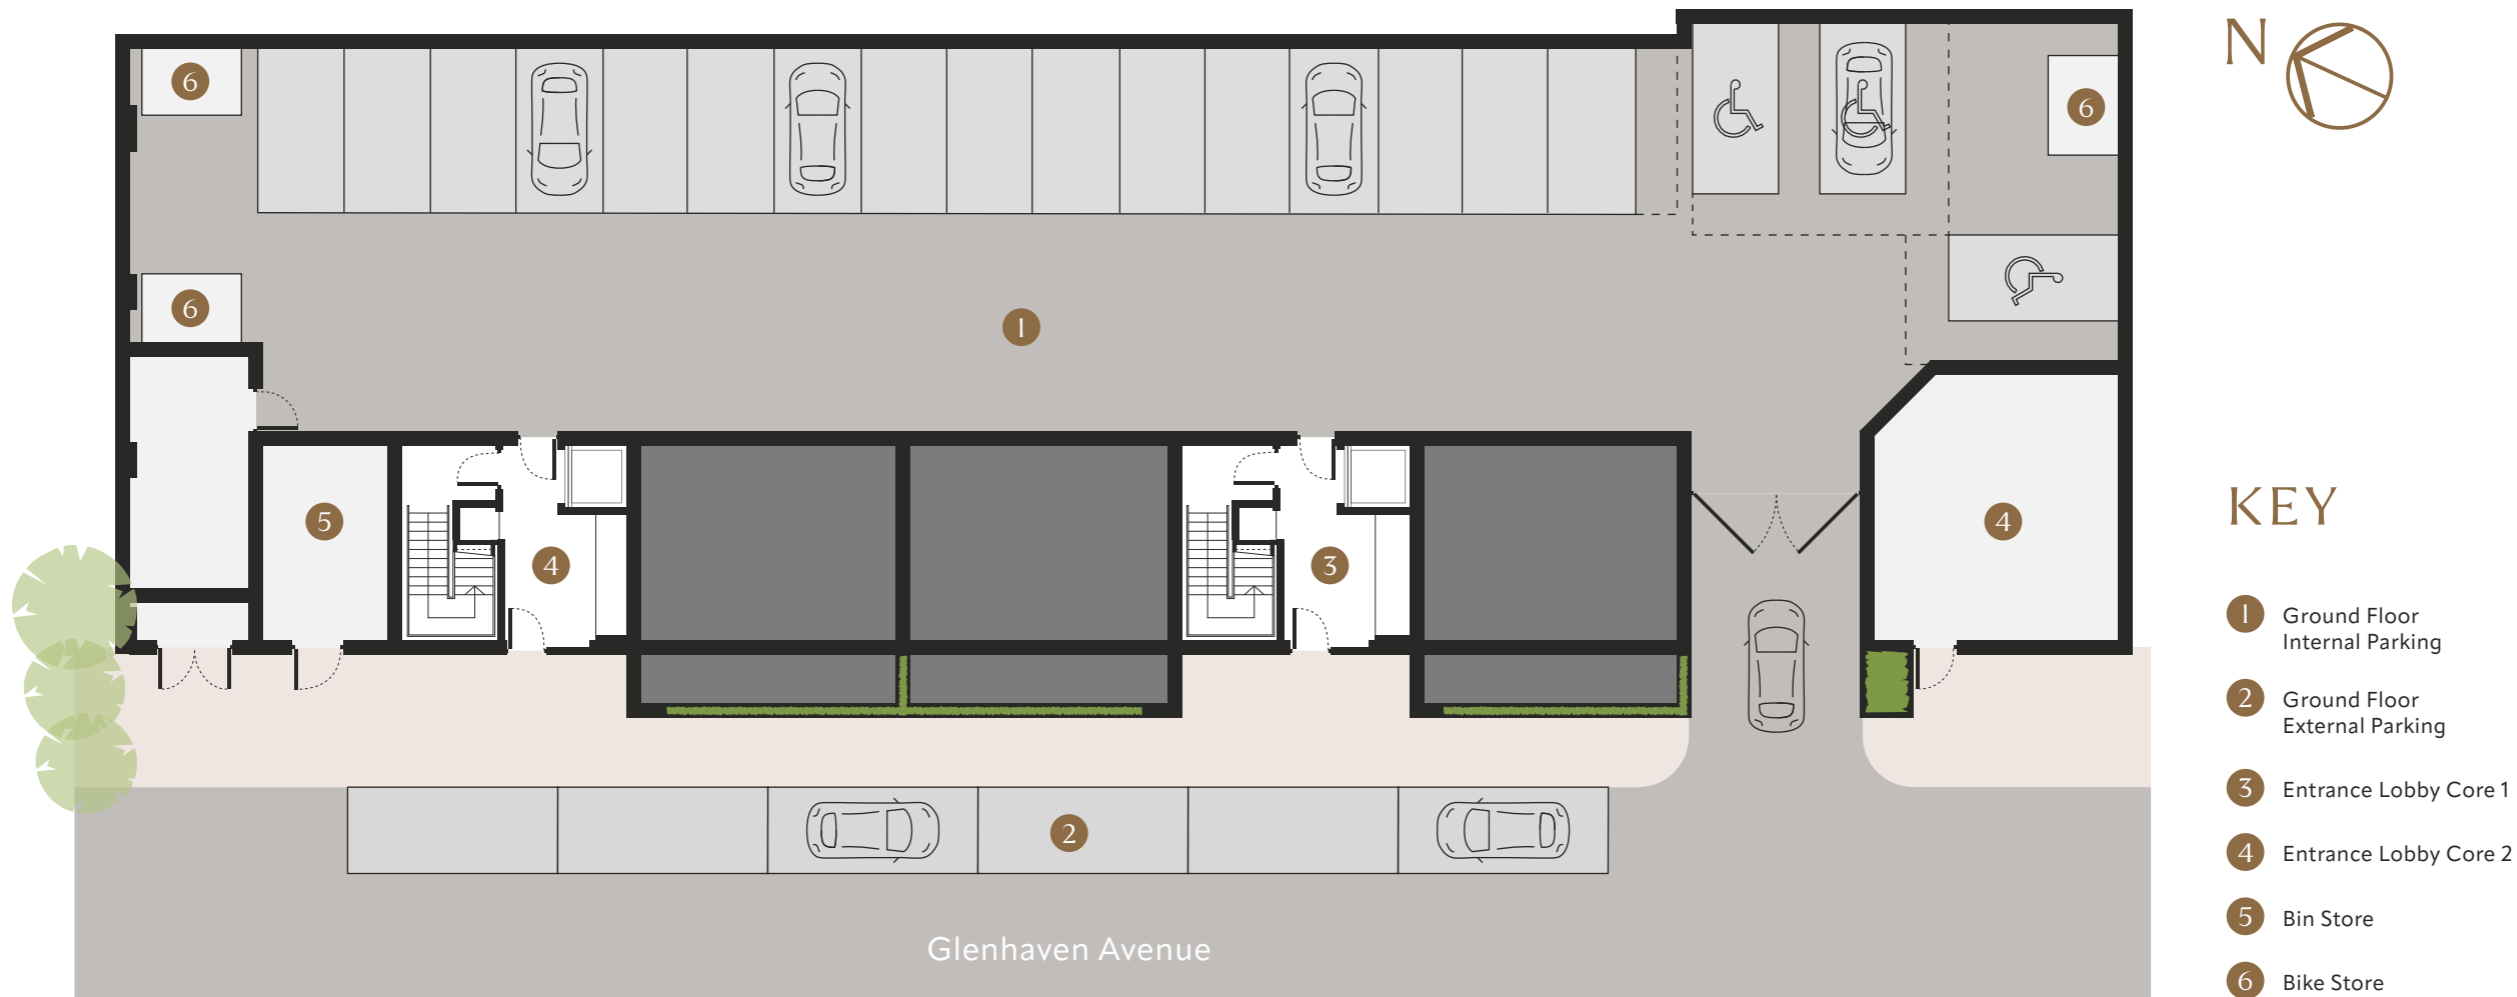 N
6
6
6
1
KEY
5
4
3
4
1 Ground Floor
Internal Parking
2 Ground Floor
External Parking
3 Entrance Lobby Core 1
2
4 Entrance Lobby Core 2
5 Bin Store
Glenhaven Avenue
6 Bike Store